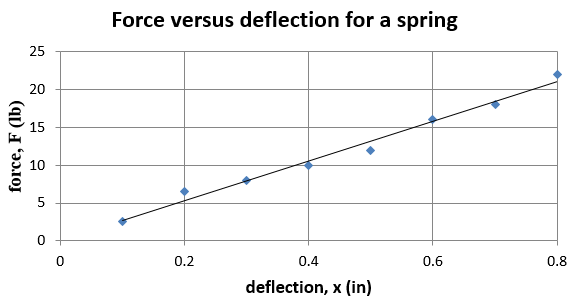 Force versus deflection for a spring
25
20
15
10
5
0
force, F (lb)
0 0.2 0.4 0.6 0.8
deflection, x (in)